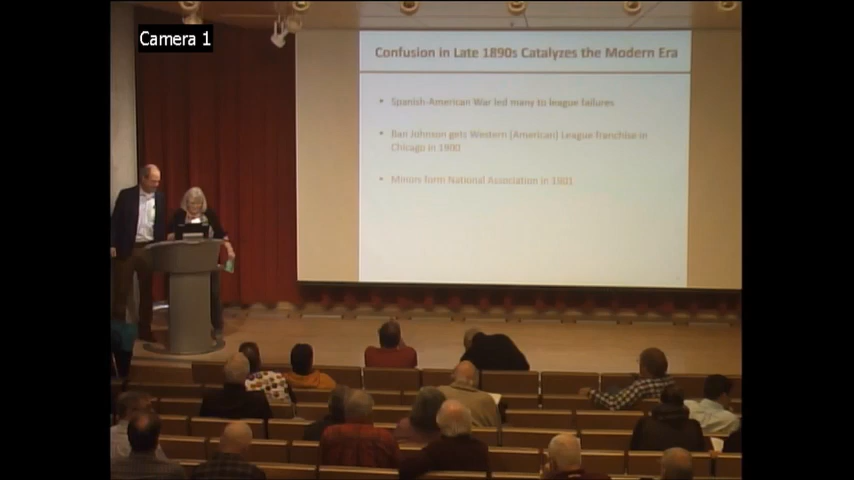 Camera 1
Confusion in Late 1890s Catalyzes the Modern Era
• Spanish-American War led many to league failures
• Ban Johnson gets Western (American) League franchise in
Chicago in 1900
• Minors form National Association in 1901